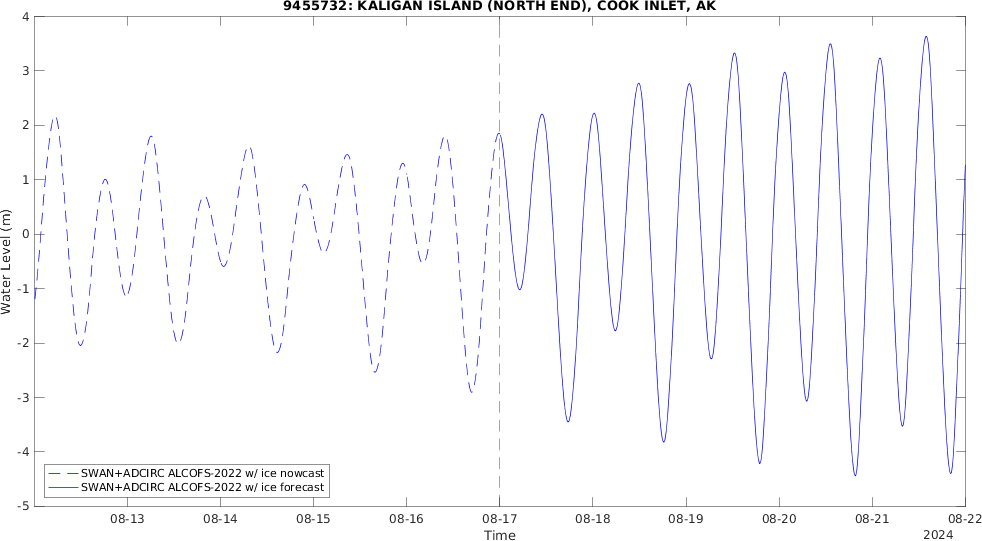 9455732: KALIGAN ISLAND (NORTH END), COOK INLET, AK
4
3
2
1
0
-1
-2
-3
-4
-5
Water Level (m)
SWAN+ADCIRC ALCOFS-2022 w/ ice nowcast
SWAN+ADCIRC ALCOFS-2022 w/ ice forecast
08-13 08-14 08-15 08-16 08-17 08-18 08-19 08-20 08-21 08-22
Time
2024